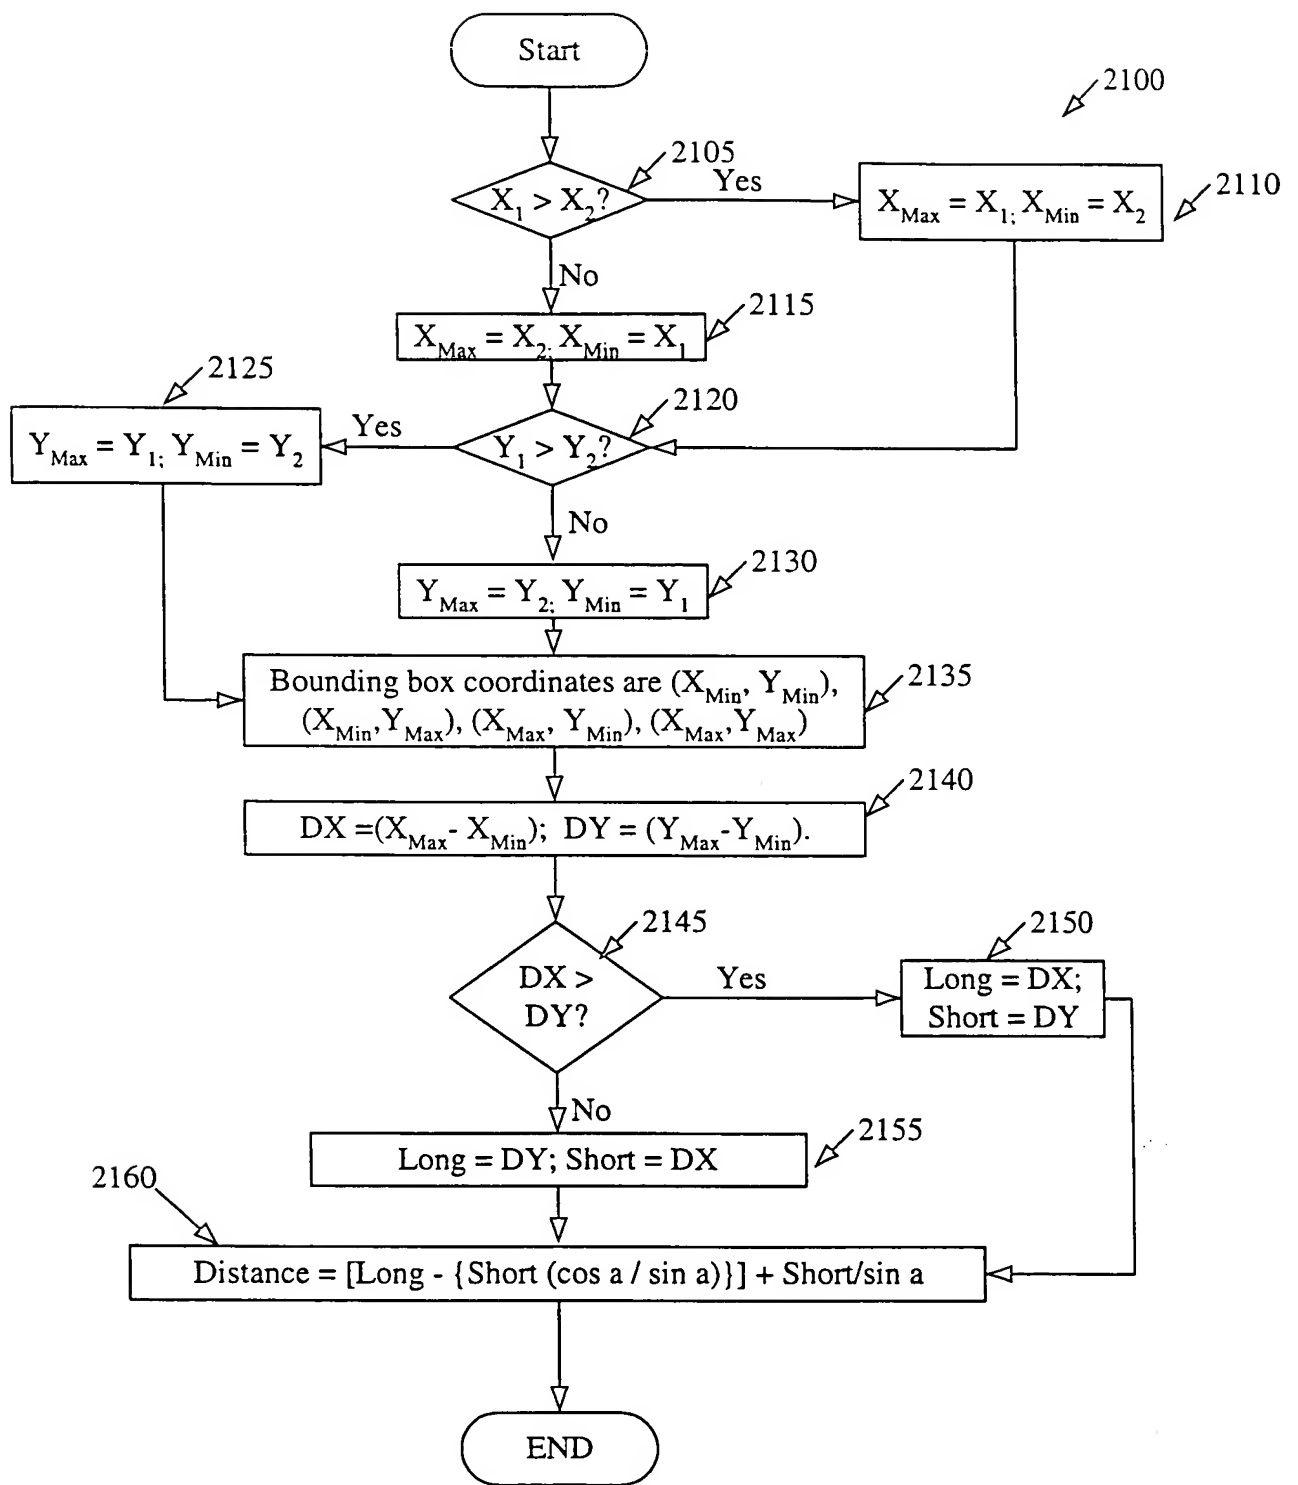 Start
2100
2105
X1 > X2?
Yes
XMax = X1; XMin = X2
2110
No
2115
XMax = X2; XMin = X1
2125
2120
YMax = Y1; YMin = Y2
Yes
Y1 > Y2?
No
2130
YMax = Y2; YMin = Y1
Bounding box coordinates are (XMin, YMin),
(XMin,YMax), (XMax, YMin), (XMax,YMax)
2135
2140
DX =(XMax- XMin); DY = (YMax-YMin).
2145
DX >
DY?
Yes
2150
Long = DX;
Short = DY
No
2155
Long = DY; Short = DX
2160
Distance = [Long - {Short (cos a / sin a)}] + Short/sin a
END